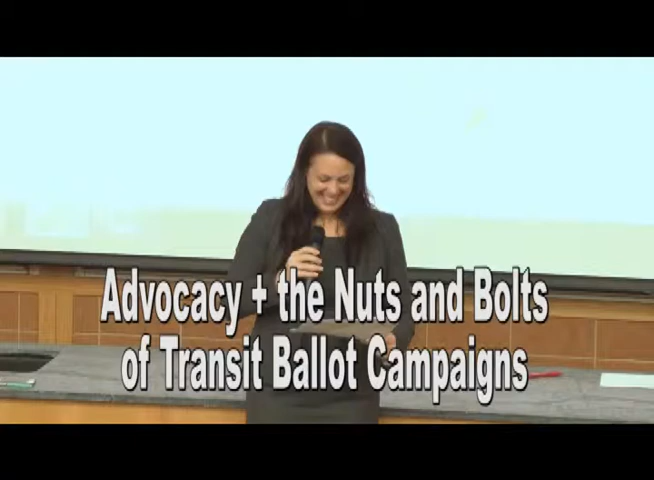 Advocacy + the Nuts and Bolts
of Transit Ballot Campaigns